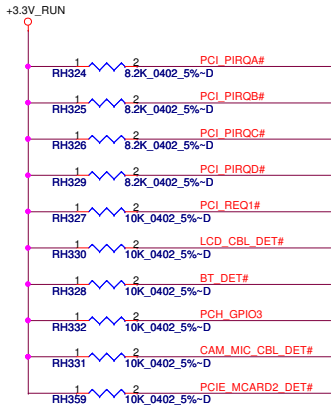 +3.3V_RUN
1 2 PCI_PIRQA#
RH324 8.2K_0402_5%~D
1 2 PCI_PIRQB#
RH325 8.2K_0402_5%~D
1 2 PCI_PIRQC#
RH326 8.2K_0402_5%~D
1 2 PCI_PIRQD#
RH329 8.2K_0402_5%~D
1 2 PCI_REQ1#
RH327 10K_0402_5%~D
1 2 LCD_CBL_DET#
RH330 10K_0402_5%~D
1 2 BT_DET#
RH328 10K_0402_5%~D
1 2 PCH_GPIO3
RH332 10K_0402_5%~D
1 2 CAM_MIC_CBL_DET#
RH331 10K_0402_5%~D
1 2 PCIE_MCARD2_DET#
RH359 10K_0402_5%~D